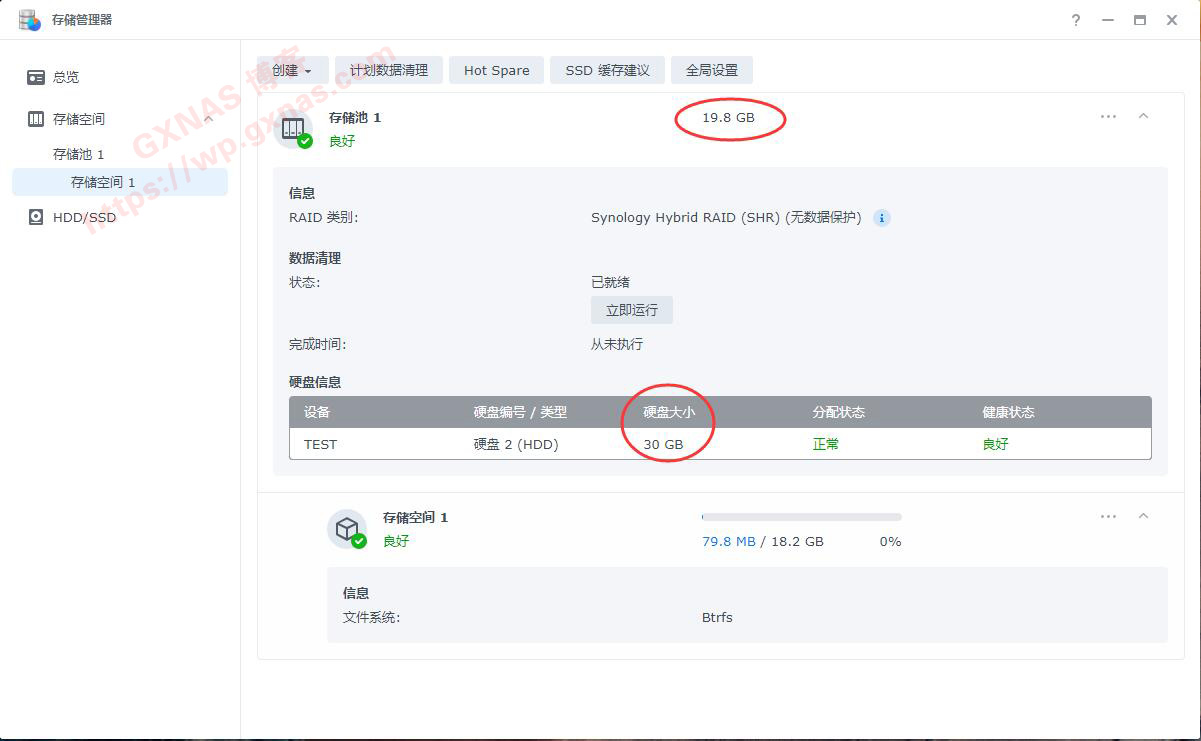 存储管理器
?
总览
存储空间
存储池 1
存储空间 1
HDD/SSD
GXNAS 博客
https://wp.gxnas.com
创建 计划数据清理 Hot Spare SSD 缓存建议 全局设置
存储池 1 19.8 GB
良好
信息
RAID 类别: Synology Hybrid RAID (SHR) (无数据保护) i
数据清理
状态: 已就绪
立即运行
完成时间: 从未执行
硬盘信息
设备 硬盘编号 / 类型 硬盘大小 分配状态 健康状态
TEST 硬盘 2 (HDD) 30 GB 正常 良好
存储空间 1
良好 79.8 MB / 18.2 GB 0%
信息
文件系统: Btrfs